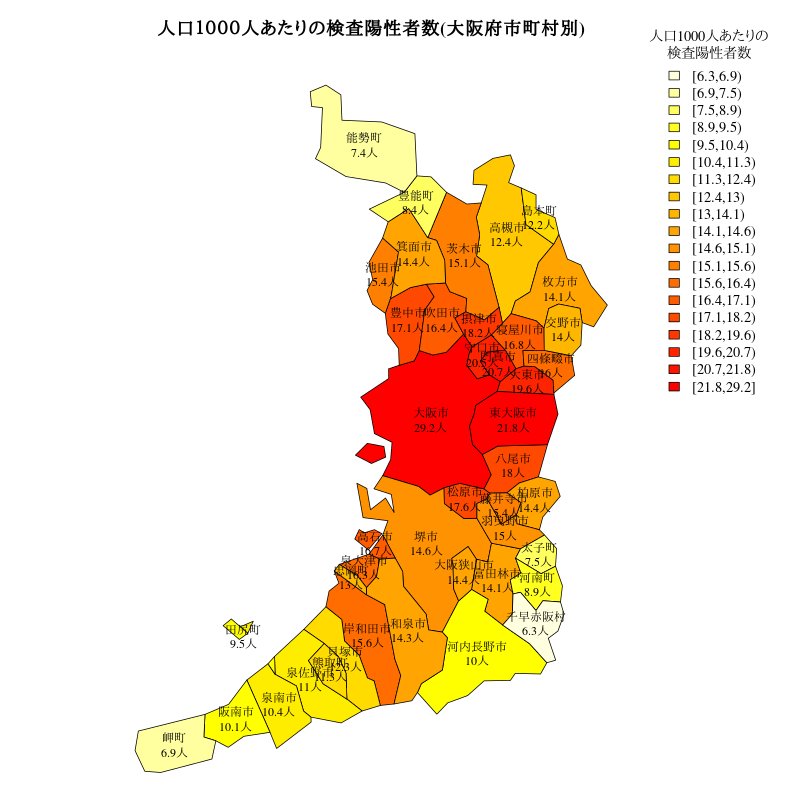 人口1000人あたりの検査陽性者数(大阪府市町村別)
人口1000人あたりの
検査陽性者数
[6.3,6.9)
[6.9,7.5)
[7.5,8.9)
[8.9,9.5)
[9.5,10.4)
[10.4,11.3)
[11.3,12.4)
[12.4,13)
[13,14.1)
[14.1,14.6)
[14.6,15.1)
[15.1,15.6)
[15.6,16.4)
[16.4,17.1)
[17.1,18.2)
[18.2,19.6)
[19.6,20.7)
[20.7,21.8)
[21.8,29.2]
能勢町
7.4人
豊能町
8.4人
島本町
12.2人
高槻市
12.4人
箕面市
14.4人
茨木市
15.1人
池田市
15.4人
枚方市
14.1人
豊中市
17.1人
吹田市
16.4人
摂津市
18.2人
寝屋川市
16.8人
交野市
14人
守口市
20.5人
門真市
20.7人
四條畷市
16人
大東市
19.6人
大阪市
29.2人
東大阪市
21.8人
八尾市
18人
松原市
17.6人
藤井寺市
15.4人
柏原市
14.4人
羽曳野市
15人
高石市
16.7人
堺市
14.6人
太子町
7.5人
泉大津市
16.3人
忠岡町
13人
大阪狭山市
14.4人
富田林市
14.1人
河南町
8.9人
千早赤阪村
6.3人
田尻町
9.5人
岸和田市
15.6人
和泉市
14.3人
河内長野市
10人
貝塚市
12.3人
熊取町
11.3人
泉佐野市
11人
泉南市
10.4人
阪南市
10.1人
岬町
6.9人